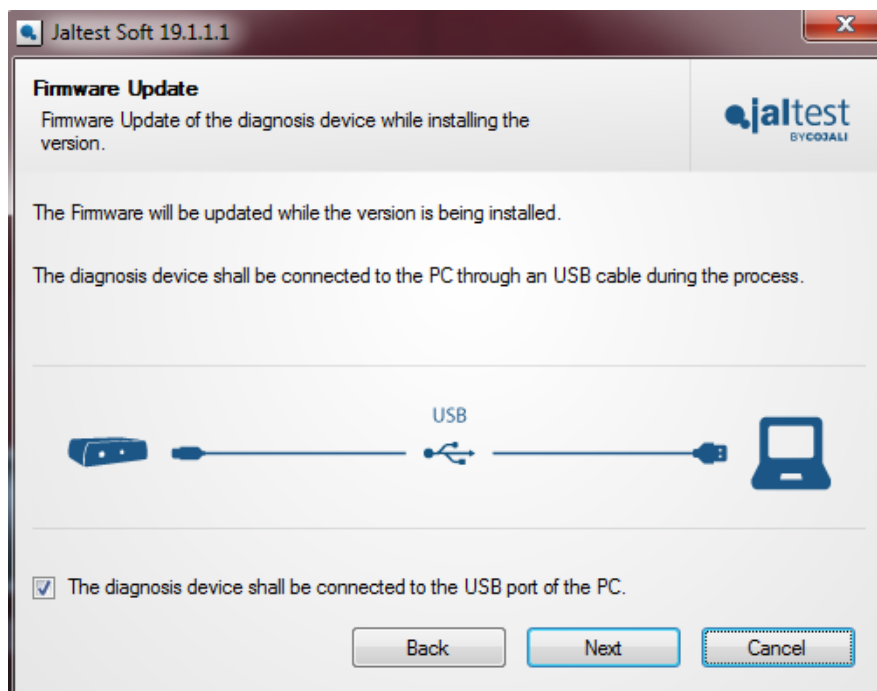 Jaltest Soft 19.1.1.1
Firmware Update
Firmware Update of the diagnosis device while installing the
version.
jaltest
BY COJALI
The Firmware will be updated while the version is being installed.
The diagnosis device shall be connected to the PC through an USB cable during the process.
USB
The diagnosis device shall be connected to the USB port of the PC.
Back Next Cancel